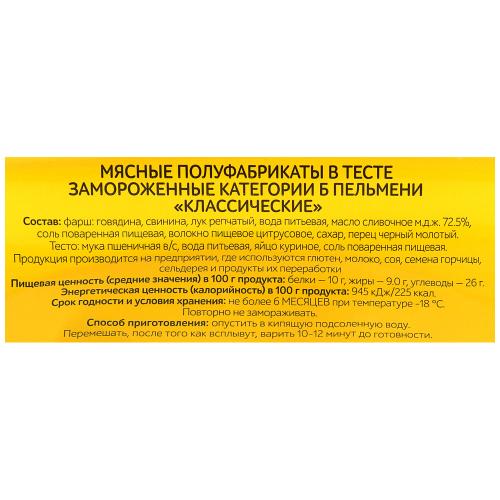 МЯСНЫЕ ПОЛУФАБРИКАТЫ В ТЕСТЕ
ЗАМОРОЖЕННЫЕ КАТЕГОРИИ Б ПЕЛЬМЕНИ
«КЛАССИЧЕСКИЕ»
Состав: фарш: говядина, свинина, лук репчатый, вода питьевая, масло сливочное м.д.ж. 72.5%,
соль поваренная пищевая, волокно пищевое цитрусовое, сахар, перец черный молотый.
Тесто: мука пшеничная в/с, вода питьевая, яйцо куриное, соль поваренная пищевая.
Продукция производится на предприятии, где используются глютен, молоко, соя, семена горчицы,
сельдерея и продукты их переработки
Пищевая ценность (средние значения) в 100 г продукта: белки – 10 г, жиры – 9.0 г, углеводы – 26 г.
Энергетическая ценность (калорийность) в 100 г продукта: 945 кДж/225 ккал.
Срок годности и условия хранения: не более 6 МЕСЯЦЕВ при температуре -18 °С.
Повторно не замораживать.
Способ приготовления: опустить в кипящую подсоленную воду.
Перемешать, после того как всплывут, варить 10-12 минут до готовности.